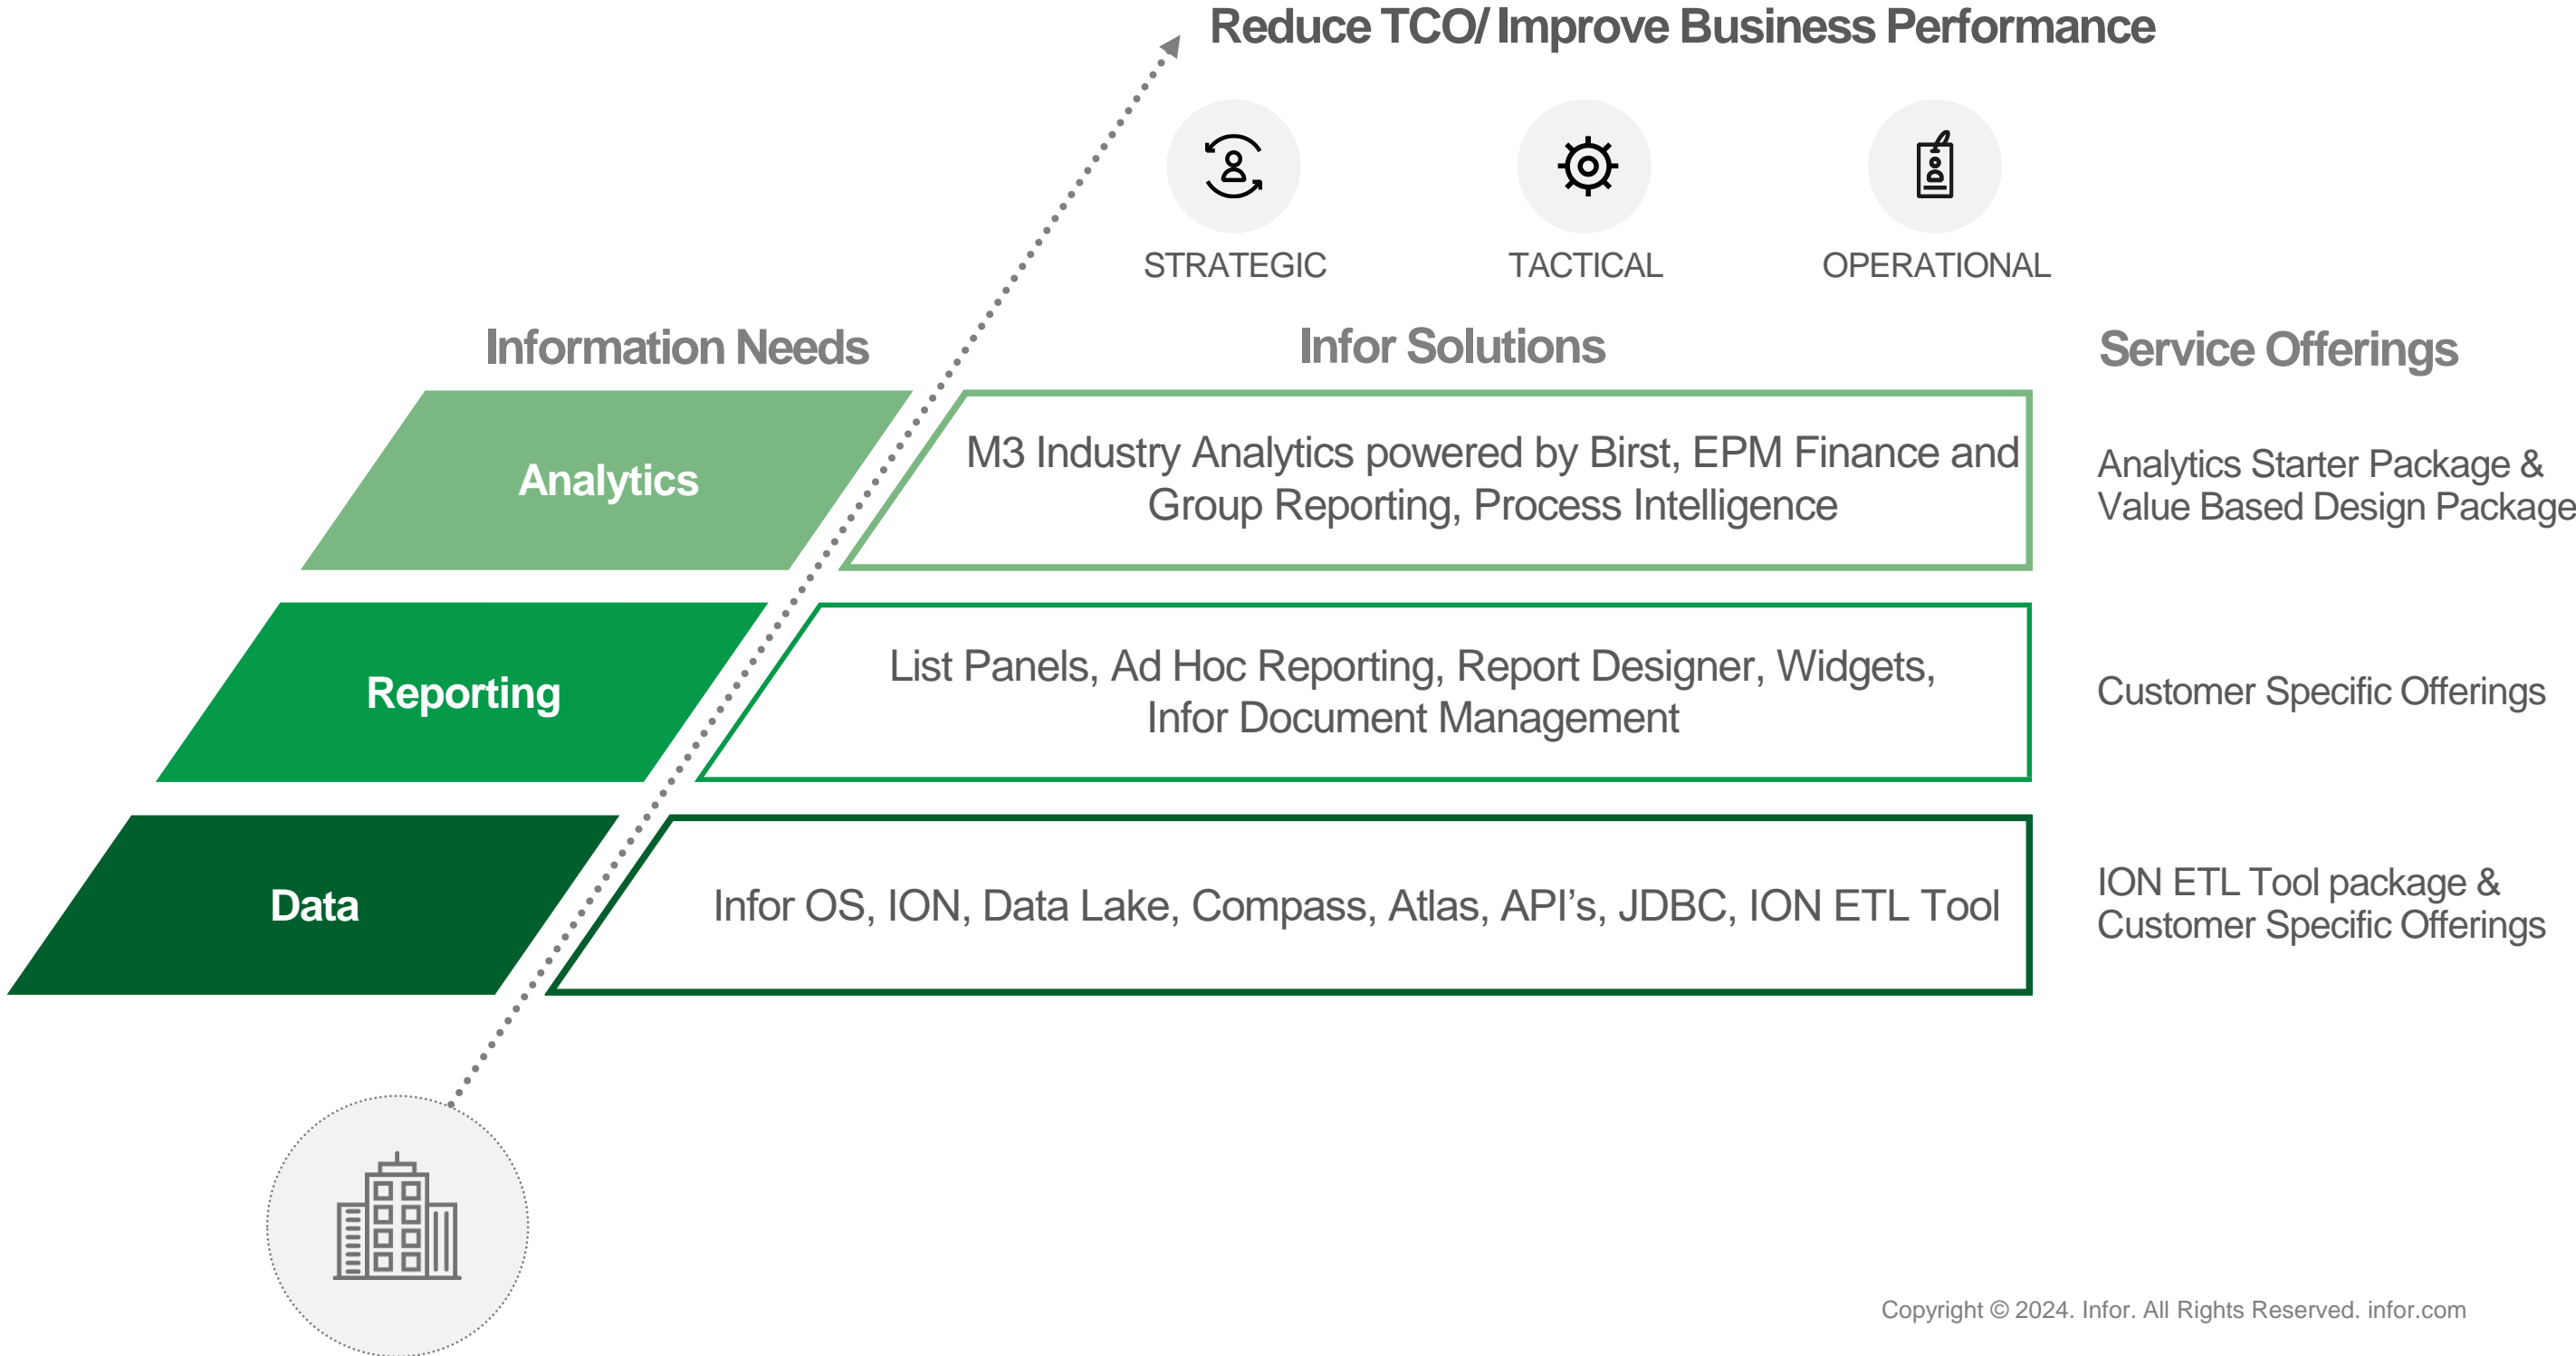 Reduce TCO/ Improve Business Performance
STRATEGIC
TACTICAL
OPERATIONAL
Information Needs
Infor Solutions
Service Offerings
Analytics
M3 Industry Analytics powered by Birst, EPM Finance and
Group Reporting, Process Intelligence
Analytics Starter Package &
Value Based Design Package
Reporting
List Panels, Ad Hoc Reporting, Report Designer, Widgets,
Infor Document Management
Customer Specific Offerings
Data
Infor OS, ION, Data Lake, Compass, Atlas, API's, JDBC, ION ETL Tool
ION ETL Tool package &
Customer Specific Offerings
Copyright © 2024. Infor. All Rights Reserved. infor.com